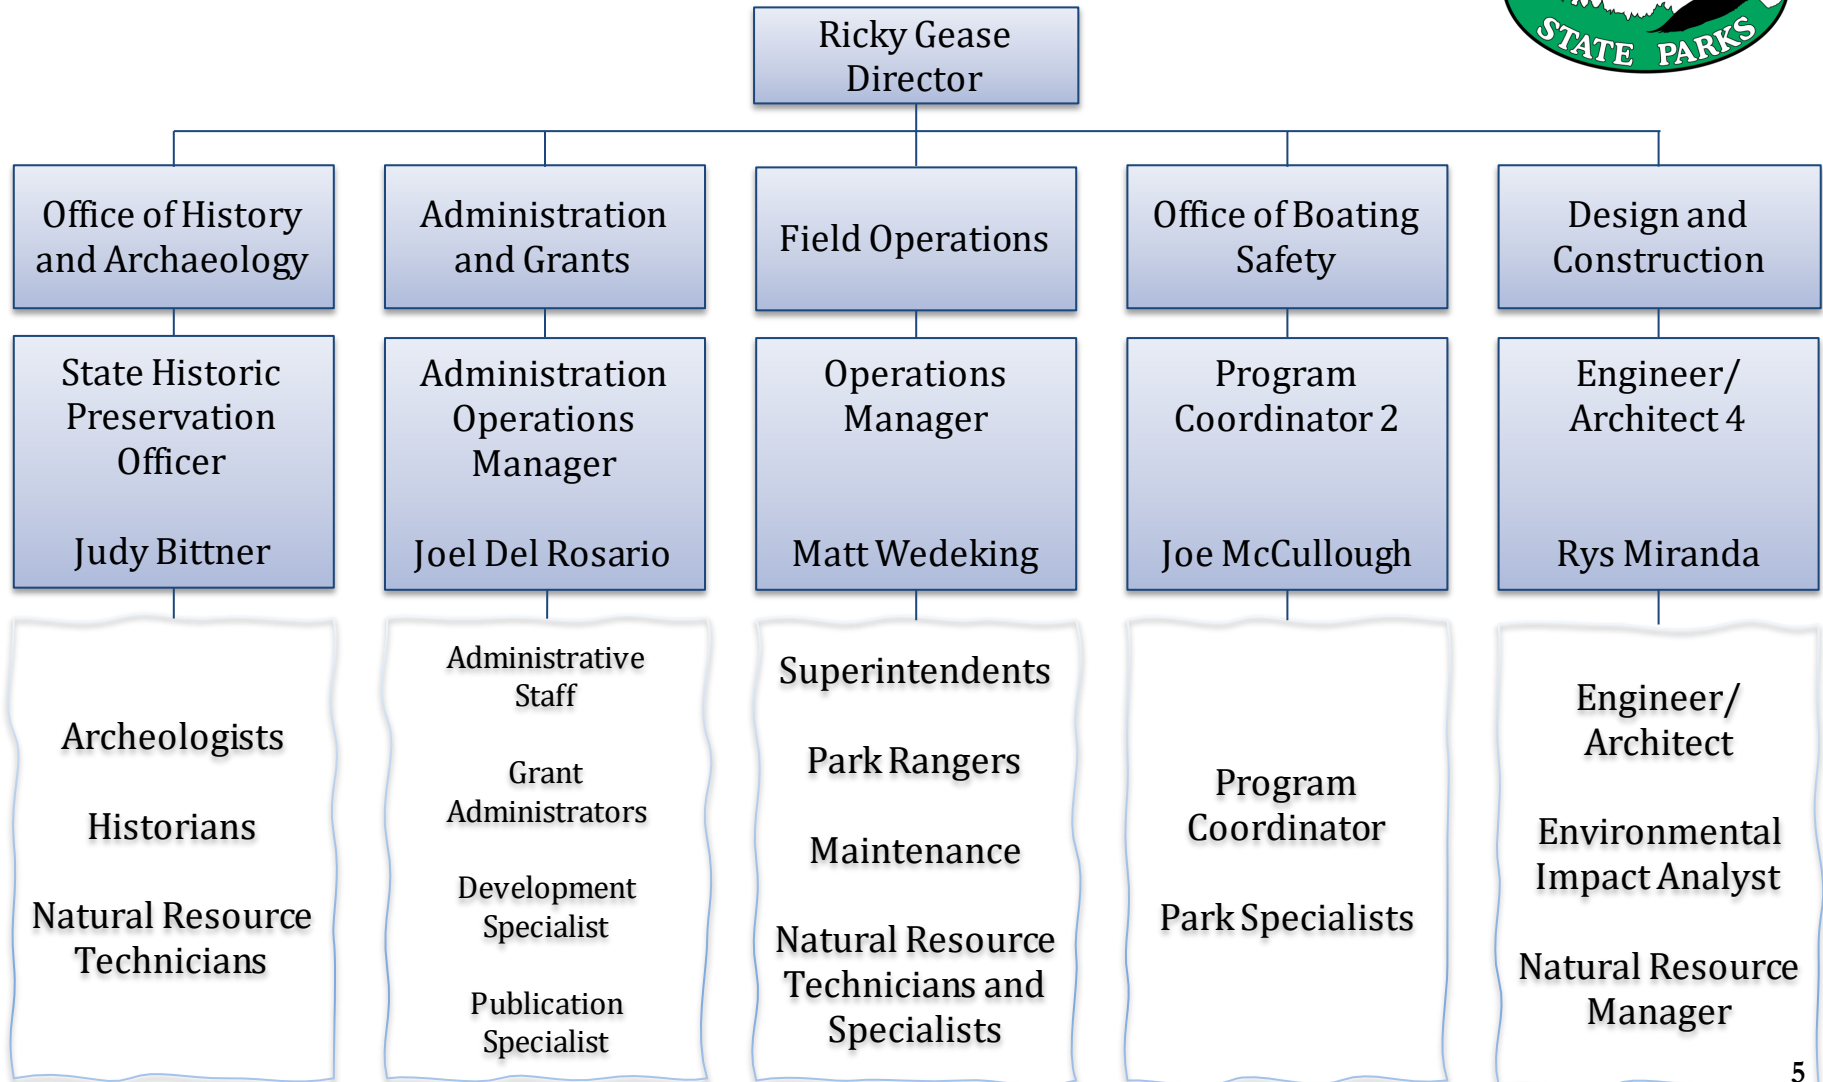 STATE PARKS
Ricky Gease
Director
Office of History
and Archaeology
Administration
and Grants
Field Operations
Office of Boating
Safety
Design and
Construction
State Historic
Preservation
Officer
Judy Bittner
Administration
Operations
Manager
Joel Del Rosario
Operations
Manager
Matt Wedeking
Program
Coordinator 2
Joe McCullough
Engineer/
Architect 4
Rys Miranda
Archeologists
Historians
Natural Resource
Technicians
Administrative
Staff
Grant
Administrators
Development
Specialist
Publication
Specialist
Superintendents
Park Rangers
Maintenance
Natural Resource
Technicians and
Specialists
Program
Coordinator
Park Specialists
Engineer/
Architect
Environmental
Impact Analyst
Natural Resource
Manager
5